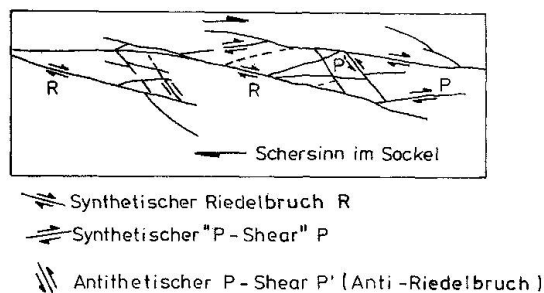 P
R
R
P
Schersinn im Sockel
Synthetischer Riedelbruch R
Synthetischer "P-Shear" P
Antithetischer P-Shear P' (Anti-Riedelbruch)